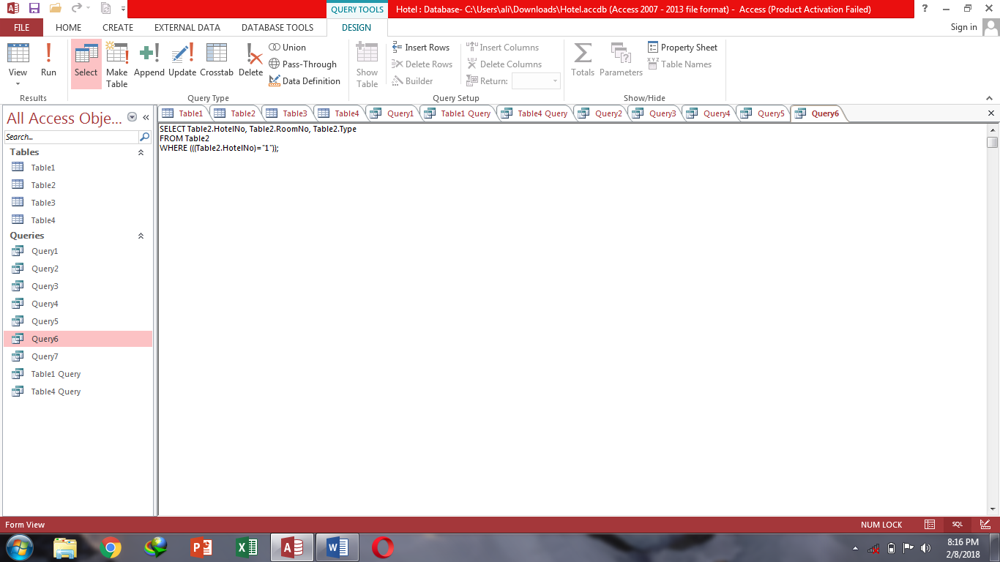 QUERY TOOLS
Hotel : Database- C:\Users\ali\Downloads\Hotel.accdb (Access 2007 - 2013 file format) - Access (Product Activation Failed)
FILE HOME CREATE EXTERNAL DATA DATABASE TOOLS DESIGN Sign in
View
Run
Select
Make
Table
Append
Update
Crosstab
Delete
Union
Pass-Through
Data Definition
Show
Table
Insert Rows
Delete Rows
Builder
Insert Columns
Delete Columns
Return:
Totals
Parameters
Property Sheet
Table Names
Results
Query Type
Query Setup
Show/Hide
All Access Obje...
Search...
Tables
Table1
Table2
Table3
Table4
Queries
Query1
Query2
Query3
Query4
Query5
Query6
Query7
Table1 Query
Table4 Query
Table1 Table2 Table3 Table4 Query1 Table1 Query Table4 Query Query2 Query3 Query4 Query5 Query6
SELECT Table2.HotelNo, Table2.RoomNo, Table2.Type
FROM Table2
WHERE (((Table2.HotelNo)="1"));
Form View
NUM LOCK
SQL
8:16 PM
2/8/2018